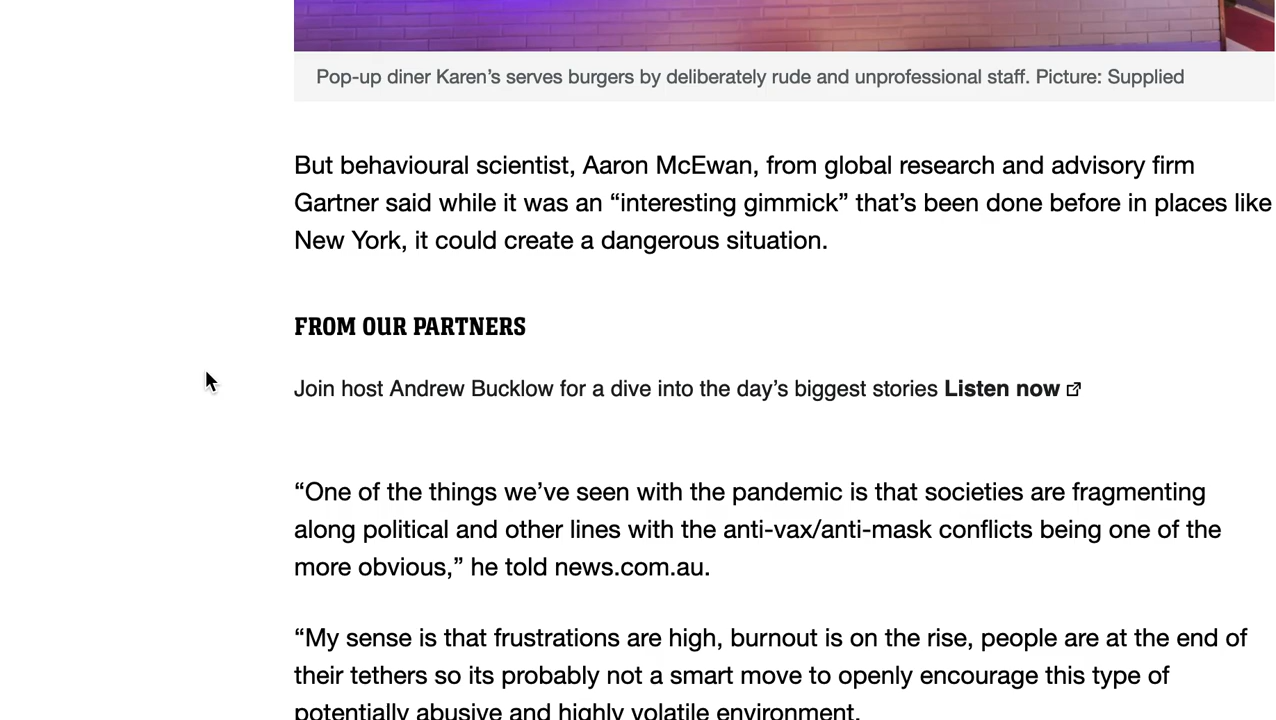 Pop-up diner Karen’s serves burgers by deliberately rude and unprofessional staff. Picture: Supplied
But behavioural scientist, Aaron McEwan, from global research and advisory firm
Gartner said while it was an “interesting gimmick” that’s been done before in places like
New York, it could create a dangerous situation.
FROM OUR PARTNERS
Join host Andrew Bucklow for a dive into the day’s biggest stories Listen now
“One of the things we’ve seen with the pandemic is that societies are fragmenting
along political and other lines with the anti-vax/anti-mask conflicts being one of the
more obvious,” he told news.com.au.
“My sense is that frustrations are high, burnout is on the rise, people are at the end of
their tethers so its probably not a smart move to openly encourage this type of
potentially abusive and highly volatile environment.